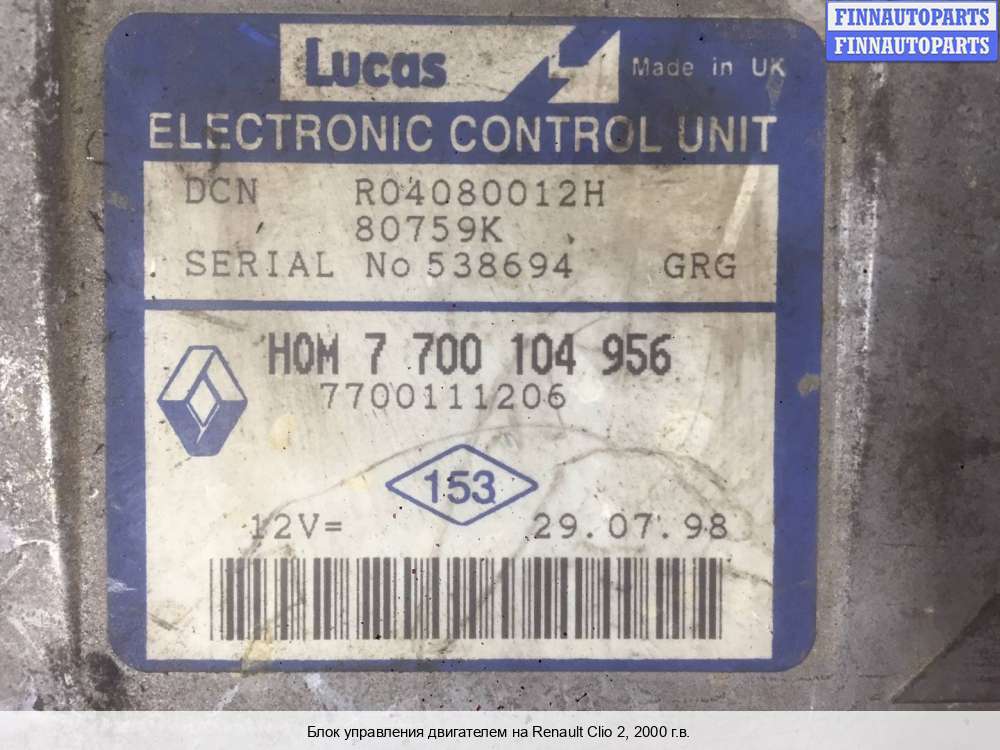 FINNAUTOPARTS
FINNAUTOPARTS
Lucas
Made in UK
ELECTRONIC CONTROL UNIT
DCN R04080012H
80759K
SERIAL No 538694 GRG
HOM 7 700 104 956
7700111206
153
12V=
29.07.98
Блок управления двигателем на Renault Clio 2, 2000 г.в.